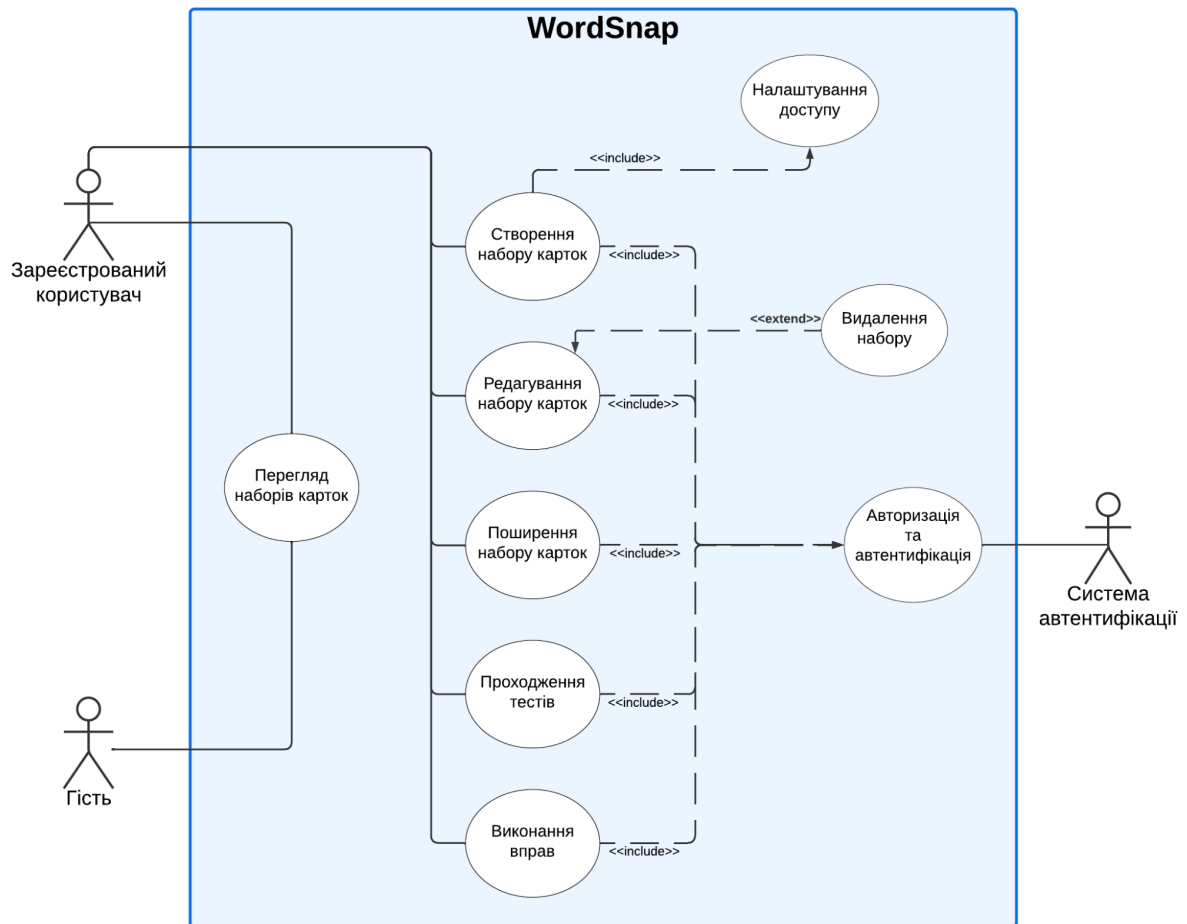 WordSnap
Налаштування
доступу
<<include>>
Зареєстрований
користувач
Створення
набору карток
<<include>>
<<extend>>
Видалення
набору
Редагування
набору карток
<<include>>
Перегляд
наборів карток
Поширення
набору карток
<<include>>
Авторизація
та
автентифікація
Система
автентифікації
Проходження
тестів
<<include>>
Гість
Виконання
вправ
<<include>>